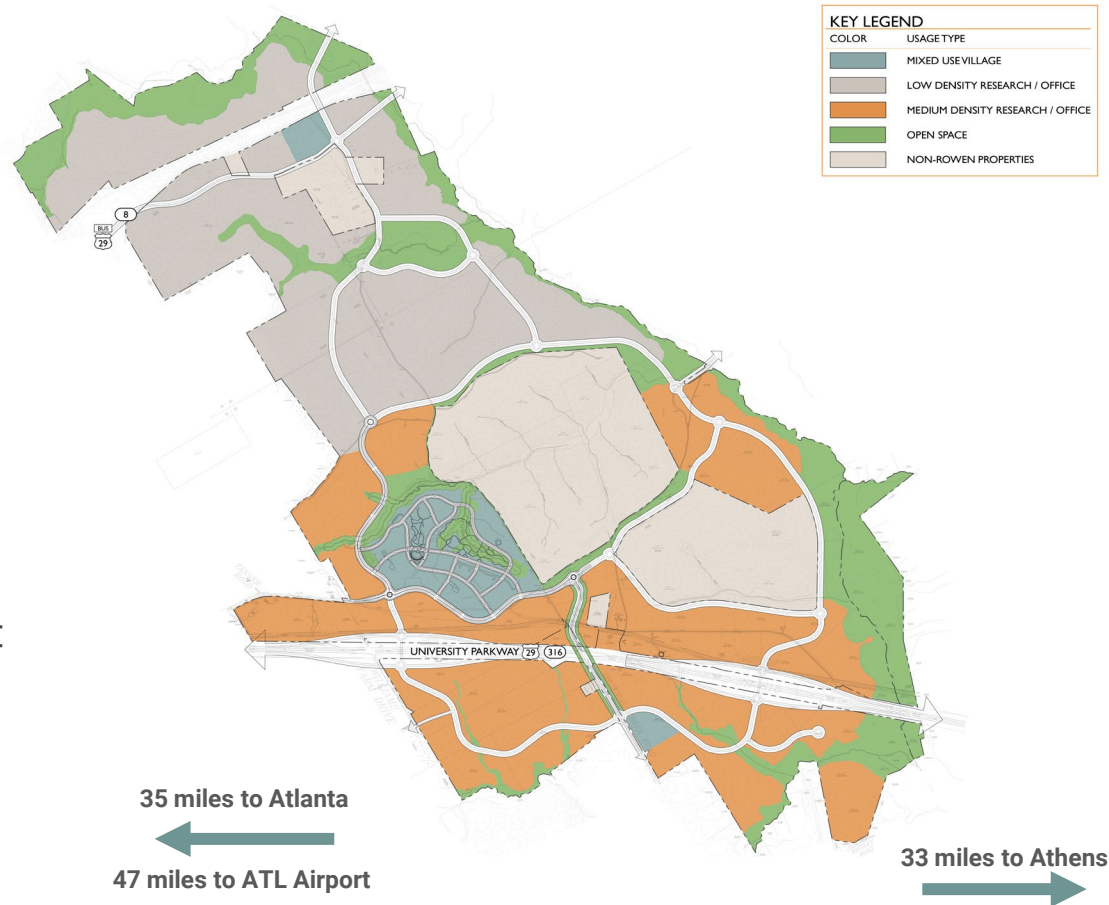 KEY LEGEND
COLOR USAGE TYPE
MIXED USE VILLAGE
LOW DENSITY RESEARCH / OFFICE
MEDIUM DENSITY RESEARCH / OFFICE
OPEN SPACE
NON-ROWEN PROPERTIES
8
BUS
29
UNIVERSITY PARKWAY 29 316
35 miles to Atlanta
47 miles to ATL Airport
33 miles to Athens